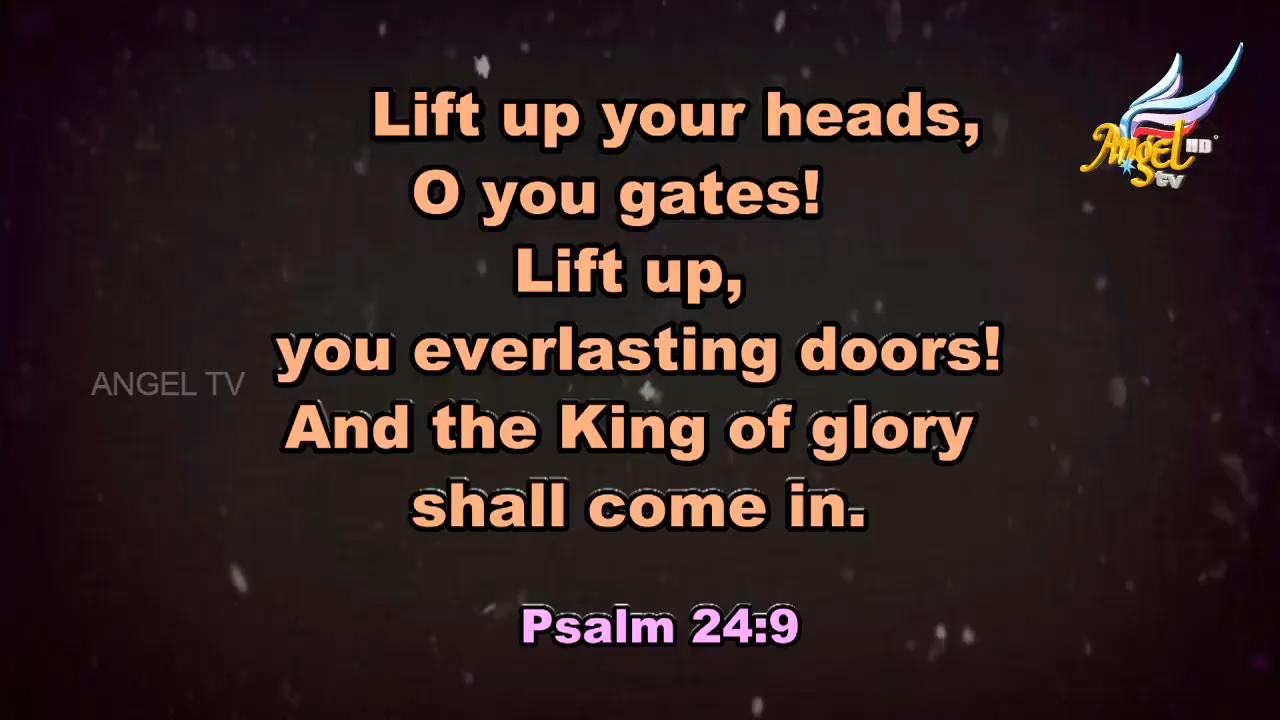 Lift up your heads,
O you gates!
Lift up,
you everlasting doors!
And the King of glory
shall come in.
Psalm 24:9
ANGEL TV
Angel HD
tv